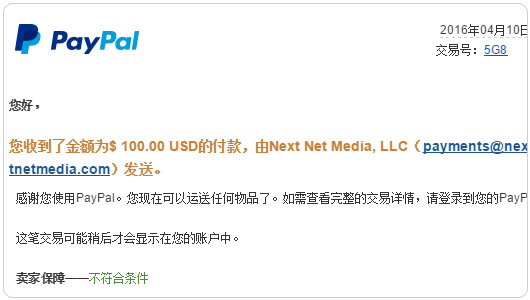 PayPal
2016年04月10日
交易号：5G8
您好，
您收到了金额为$ 100.00 USD的付款，由Next Net Media, LLC（payments@nex
tnetmedia.com）发送。
感谢您使用PayPal。您现在可以运送任何物品了。如需查看完整的交易详情，请登录到您的PayP
这笔交易可能稍后才会显示在您的账户中。
卖家保障——不符合条件